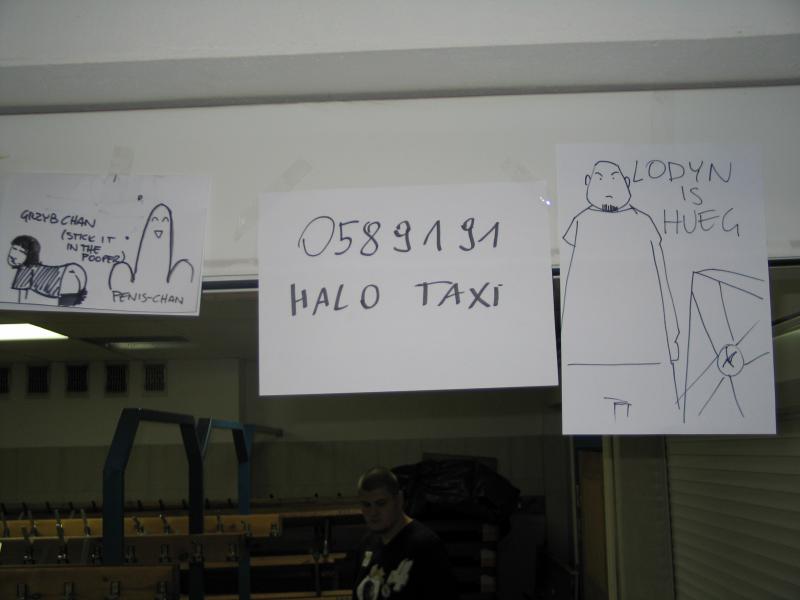 GRZYB CHAN
(STICK IT
IN THE
POOPER)
PENIS-CHAN
0589191
HALO TAXI
LODYN
IS
HUEG